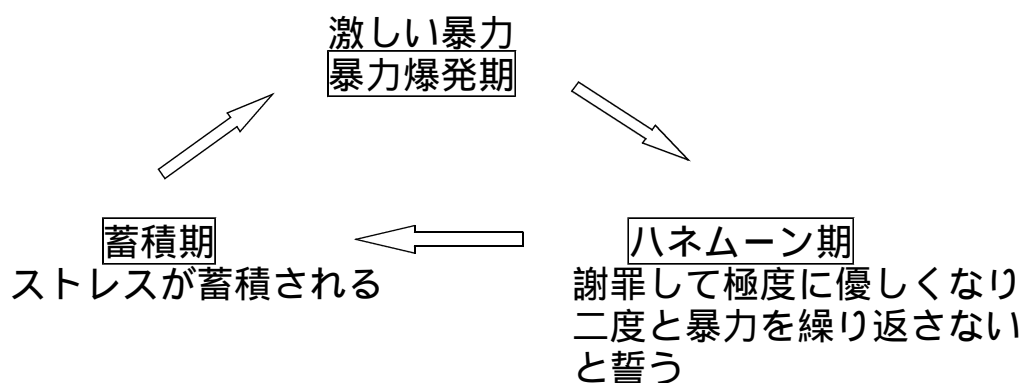 激しい暴力
暴力爆発期
蓄積期
ストレスが蓄積される
ハネムーン期
謝罪して極度に優しくなり
二度と暴力を繰り返さない
と誓う